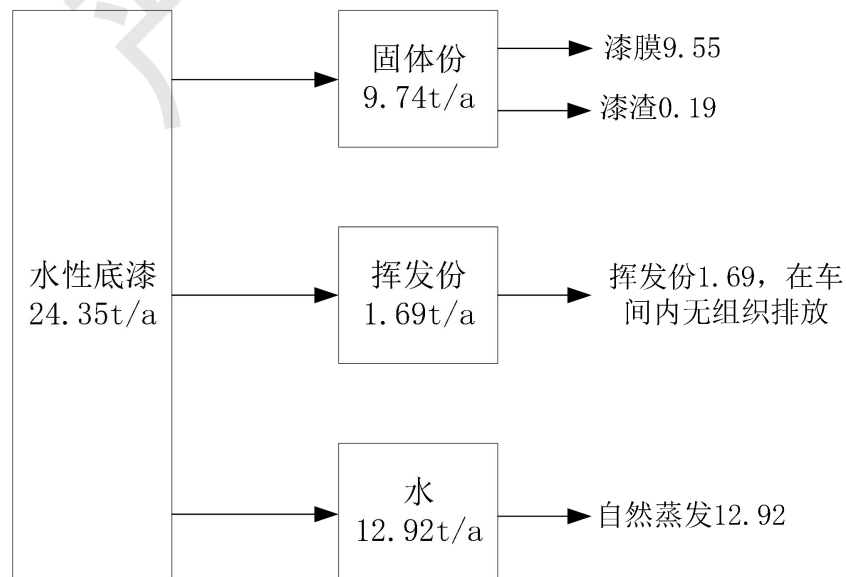 水性底漆
24.35t/a
固体份
9.74t/a
漆膜9.55
漆渣0.19
挥发份
1.69t/a
挥发份1.69，在车
间内无组织排放
水
12.92t/a
自然蒸发12.92